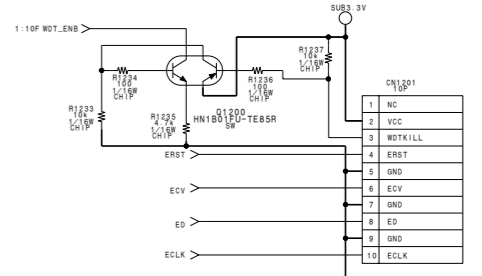 SUB3.3V
1:10F WDT_ENB
R1237
10k
1/16W
CHIP
R1234
100
1/16W
CHIP
R1236
100
1/16W
CHIP
CN1201
10P
R1233
10k
1/16W
CHIP
R1235
4.7k
1/16W
CHIP
Q1200
HN1B01FU-TE85R
SW
1 NC
2 VCC
3 WDTKILL
ERST
4 ERST
5 GND
ECV
6 ECV
7 GND
ED
8 ED
9 GND
ECLK
10 ECLK